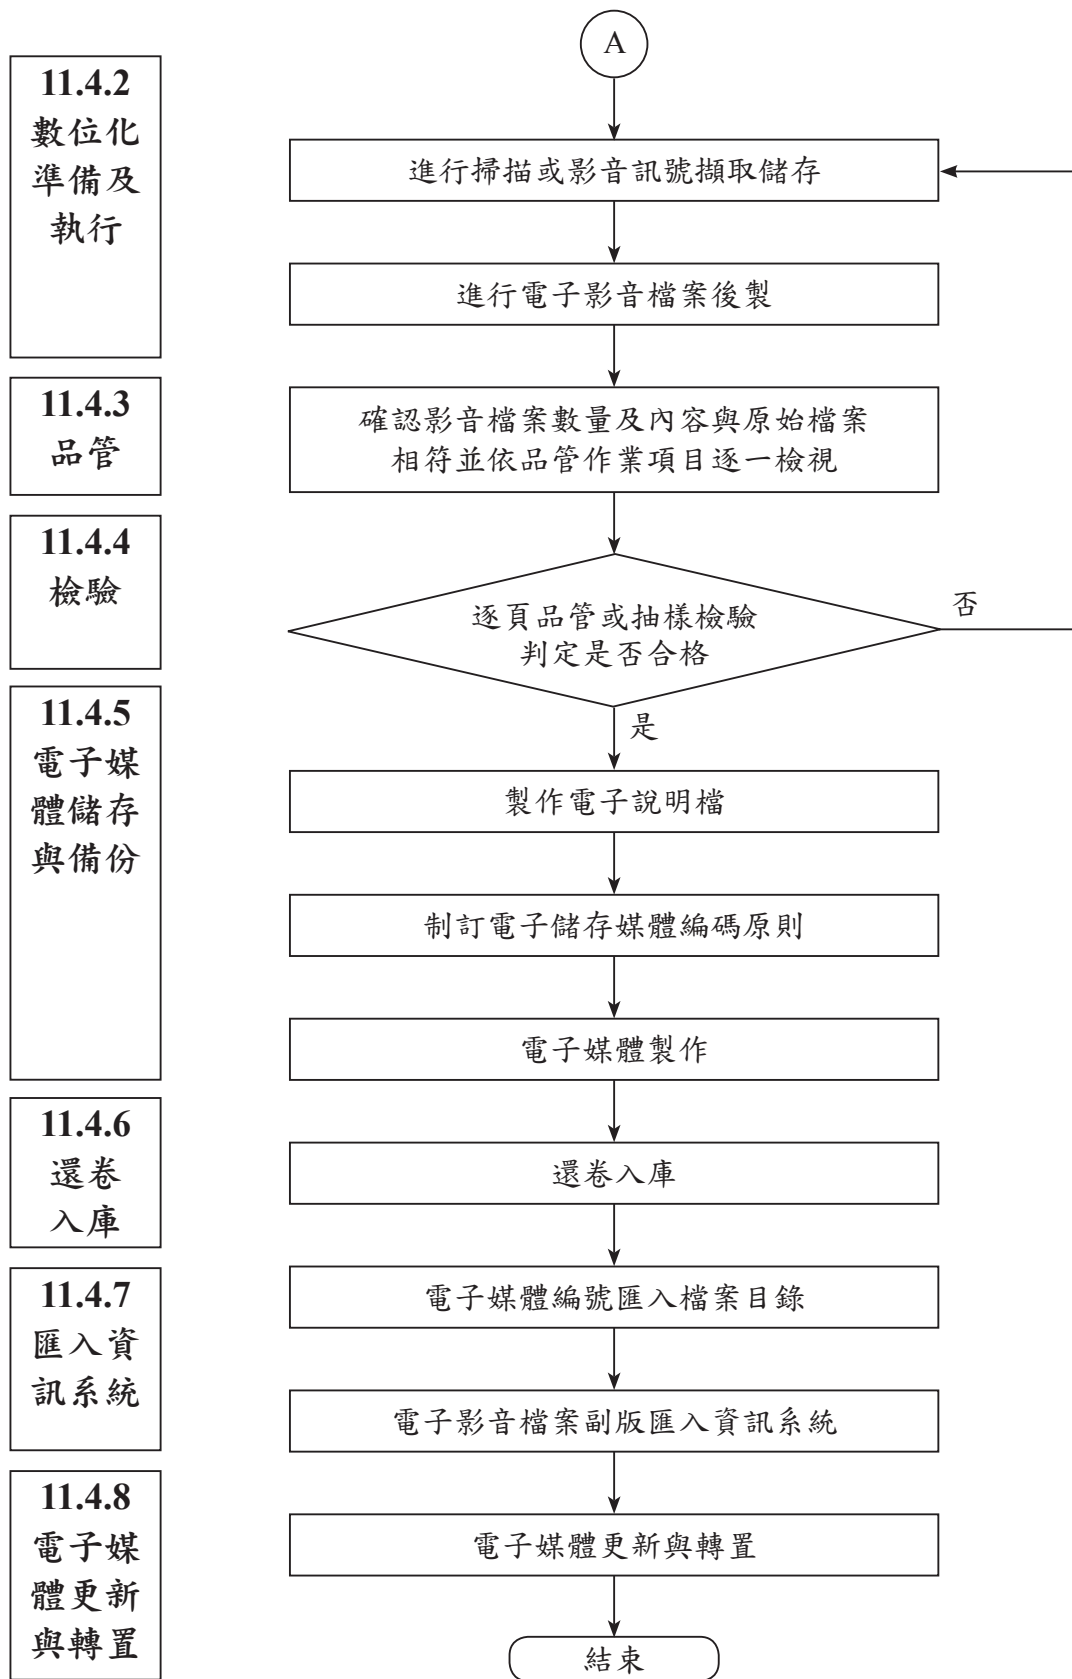 A
11.4.2
數位化
準備及
執行
進行掃描或影音訊號擷取儲存
進行電子影音檔案後製
11.4.3
品管
確認影音檔案數量及內容與原始檔案
相符並依品管作業項目逐一檢視
11.4.4
檢驗
逐頁品管或抽樣檢驗
判定是否合格
否
是
11.4.5
電子媒
體儲存
與備份
製作電子說明檔
制訂電子儲存媒體編碼原則
電子媒體製作
11.4.6
還卷
入庫
還卷入庫
11.4.7
匯入資
訊系統
電子媒體編號匯入檔案目錄
電子影音檔案副版匯入資訊系統
11.4.8
電子媒
體更新
與轉置
電子媒體更新與轉置
結束